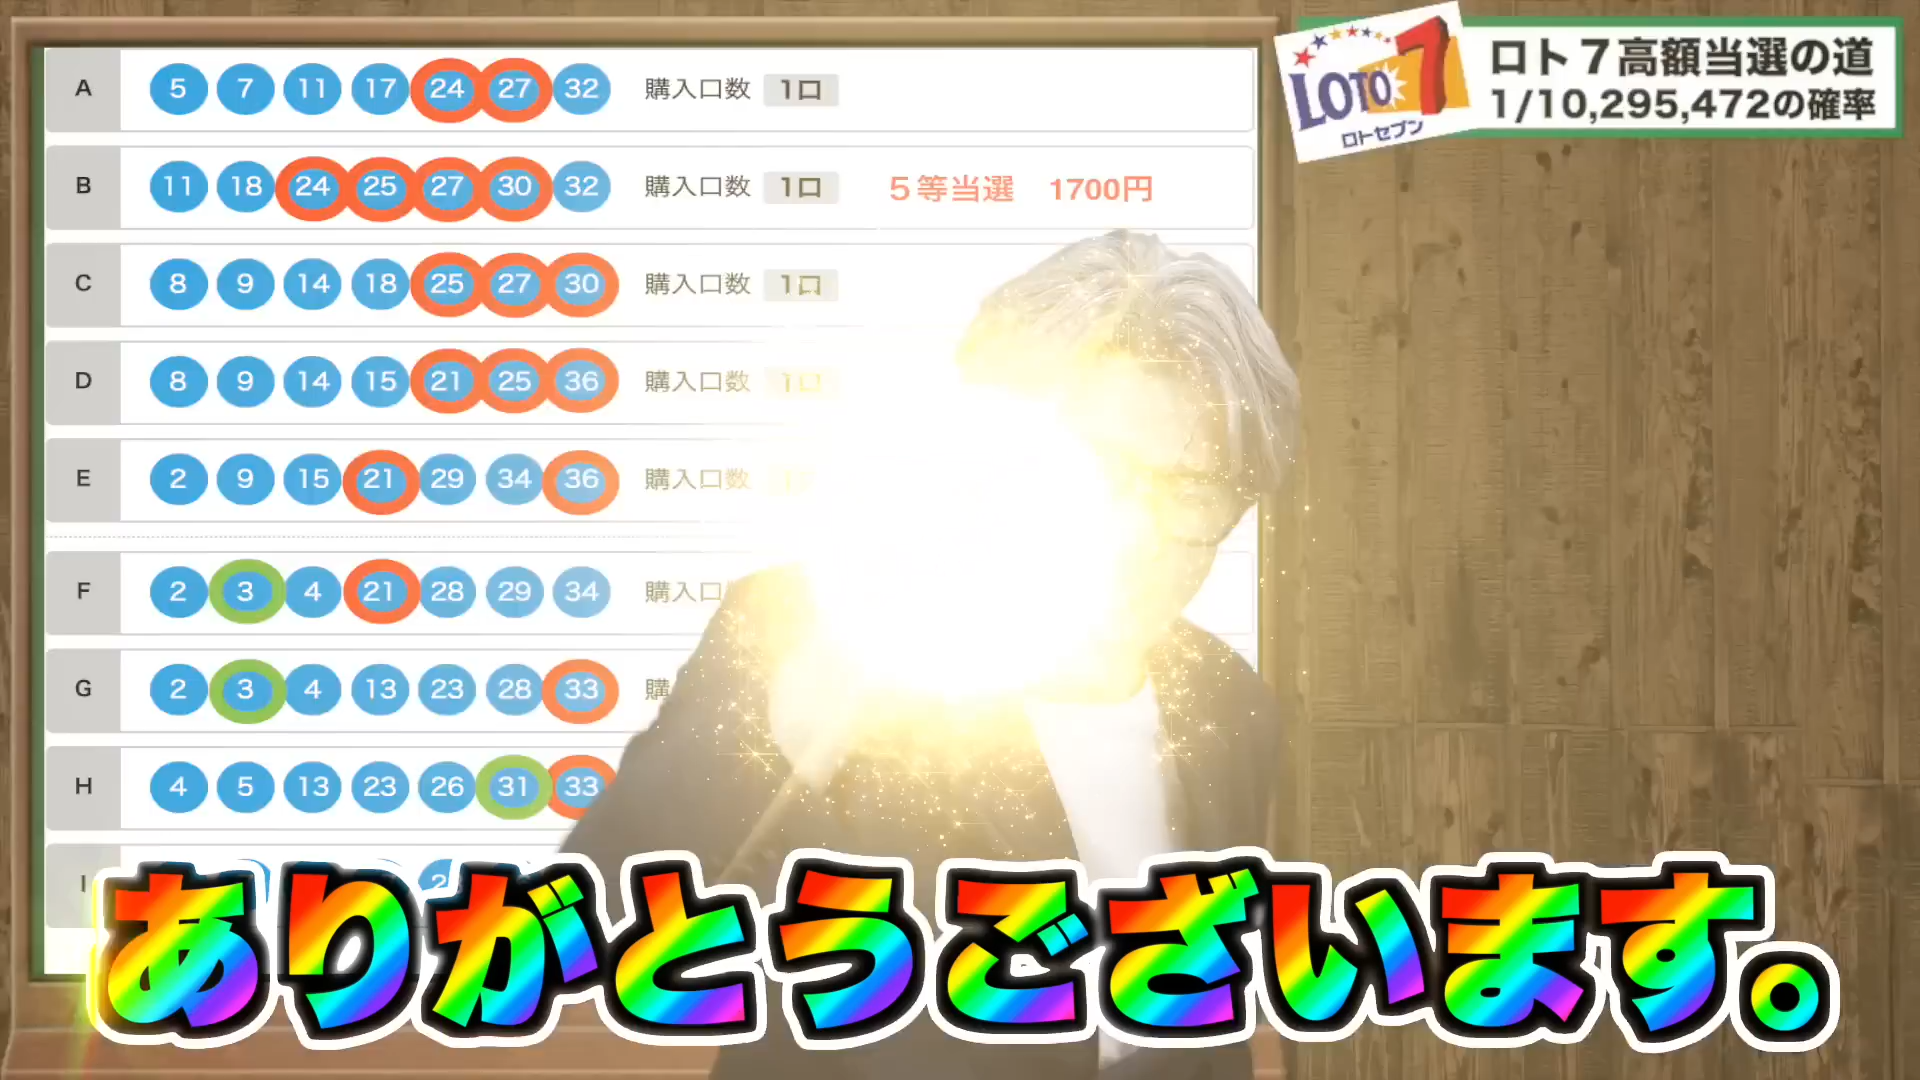 LOTO 7
ロトセブン
ロト7高額当選の道
1/10,295,472の確率
A 5 7 11 17 24 27 32 購入口数 1口
B 11 18 24 25 27 30 32 購入口数 1口 5等当選 1700円
C 8 9 14 18 25 27 30 購入口数 1口
D 8 9 14 15 21 25 36 購入口数 1口
E 2 9 15 21 29 34 36 購入口数
F 2 3 4 21 28 29 34 購入口
G 2 3 4 13 23 28 33 購
H 4 5 13 23 26 31 33
I
ありがとうございます。